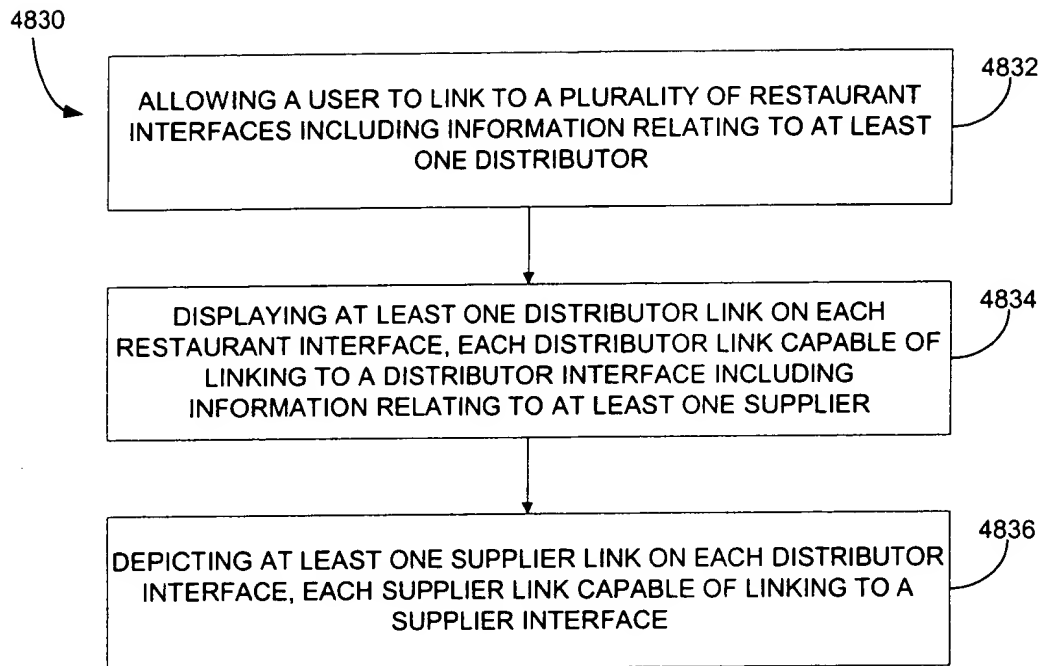 4830
4832
ALLOWING A USER TO LINK TO A PLURALITY OF RESTAURANT
INTERFACES INCLUDING INFORMATION RELATING TO AT LEAST
ONE DISTRIBUTOR
4834
DISPLAYING AT LEAST ONE DISTRIBUTOR LINK ON EACH
RESTAURANT INTERFACE, EACH DISTRIBUTOR LINK CAPABLE OF
LINKING TO A DISTRIBUTOR INTERFACE INCLUDING
INFORMATION RELATING TO AT LEAST ONE SUPPLIER
4836
DEPICTING AT LEAST ONE SUPPLIER LINK ON EACH DISTRIBUTOR
INTERFACE, EACH SUPPLIER LINK CAPABLE OF LINKING TO A
SUPPLIER INTERFACE